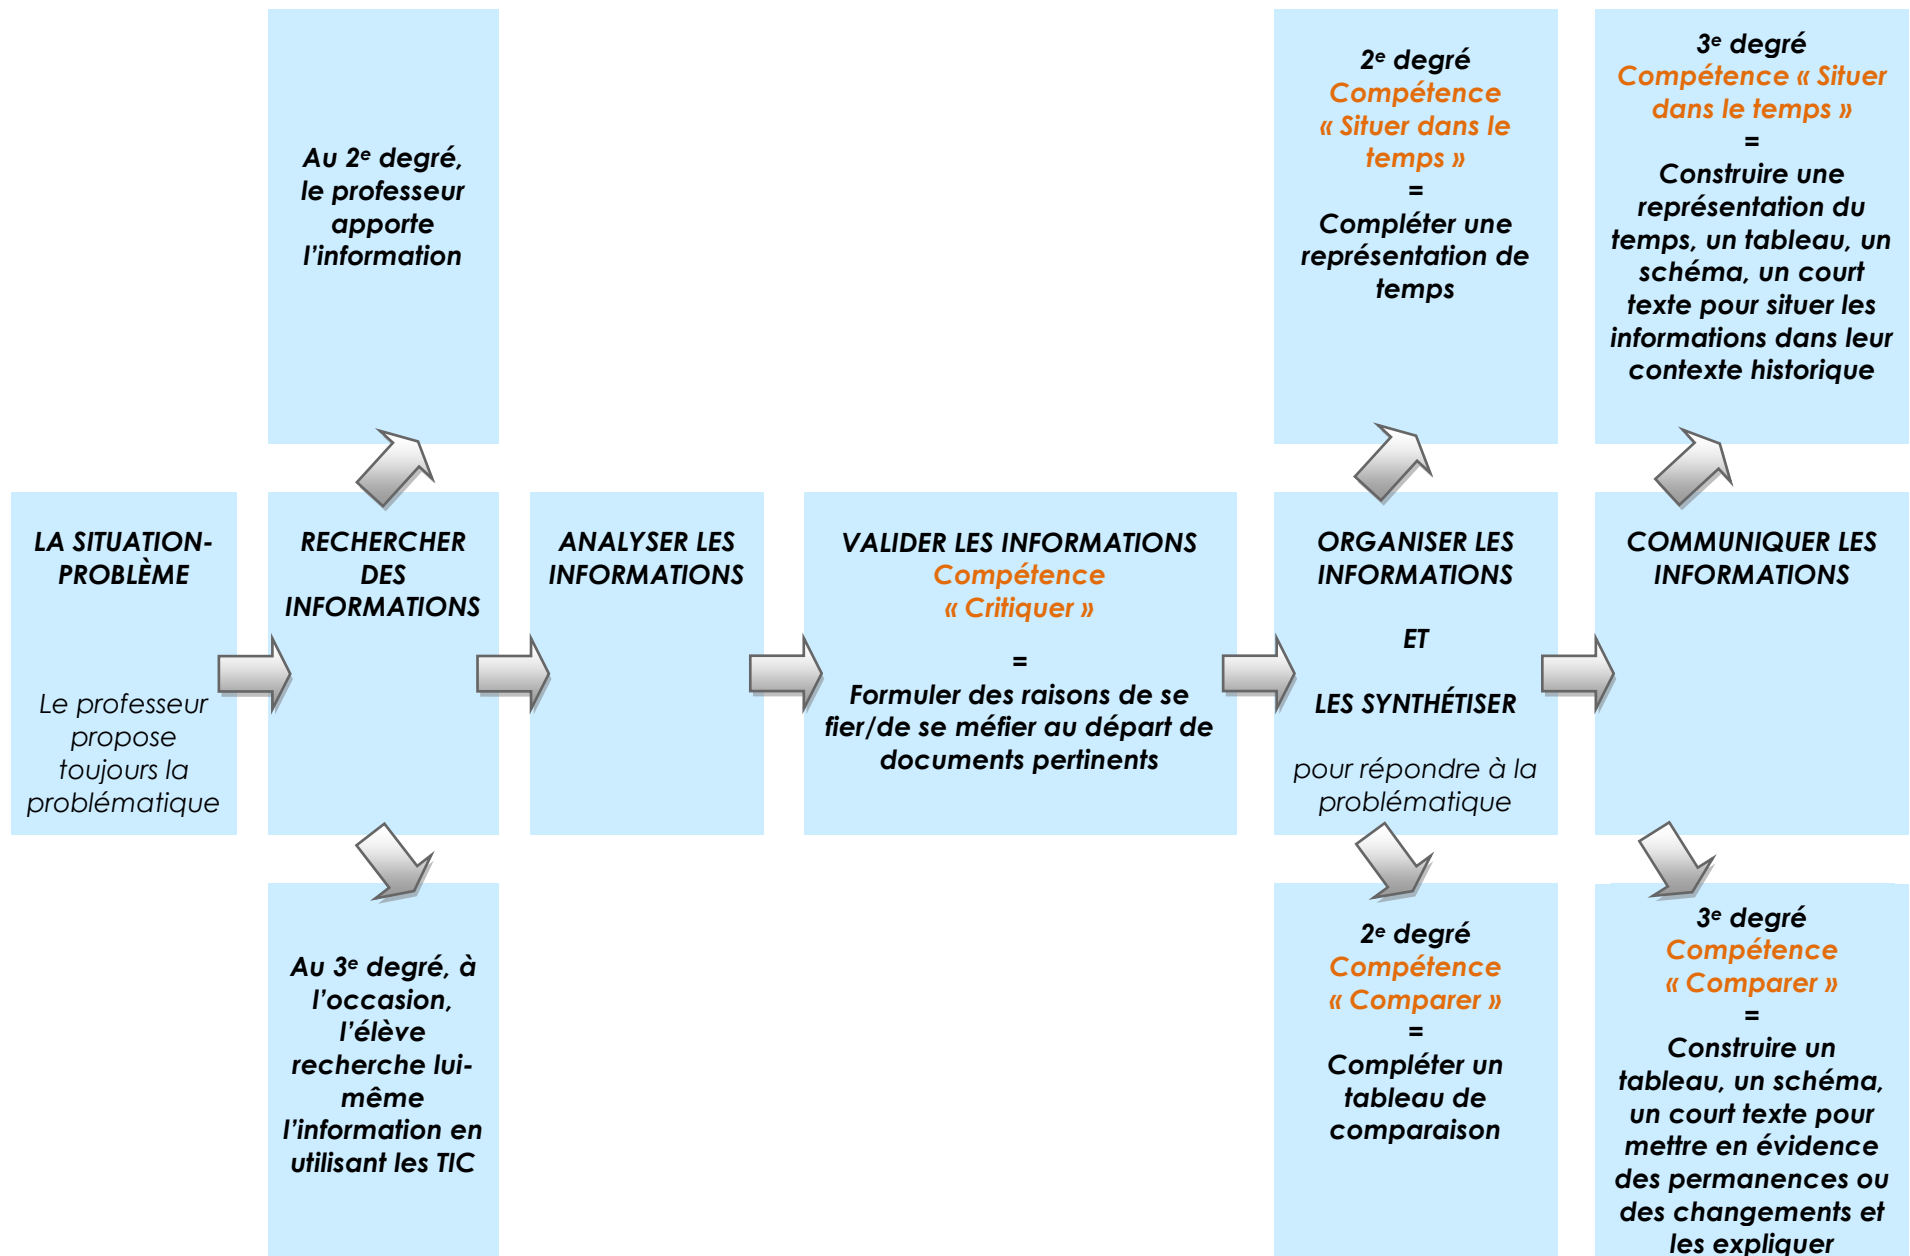 Au 2e degré,
le professeur
apporte
l’information
2e degré
Compétence
« Situer dans le
temps »
=
Compléter une
représentation de
temps
3e degré
Compétence « Situer
dans le temps »
=
Construire une
représentation du
temps, un tableau, un
schéma, un court
texte pour situer les
informations dans leur
contexte historique
LA SITUATION-
PROBLÈME
Le professeur
propose
toujours la
problématique
RECHERCHER
DES
INFORMATIONS
ANALYSER LES
INFORMATIONS
VALIDER LES INFORMATIONS
Compétence
« Critiquer »
=
Formuler des raisons de se
fier/de se méfier au départ de
documents pertinents
ORGANISER LES
INFORMATIONS
ET
LES SYNTHÉTISER
pour répondre à la
problématique
COMMUNIQUER LES
INFORMATIONS
Au 3e degré, à
l’occasion,
l’élève
recherche lui-
même
l’information en
utilisant les TIC
2e degré
Compétence
« Comparer »
=
Compléter un
tableau de
comparaison
3e degré
Compétence
« Comparer »
=
Construire un
tableau, un schéma,
un court texte pour
mettre en évidence
des permanences ou
des changements et
les expliquer